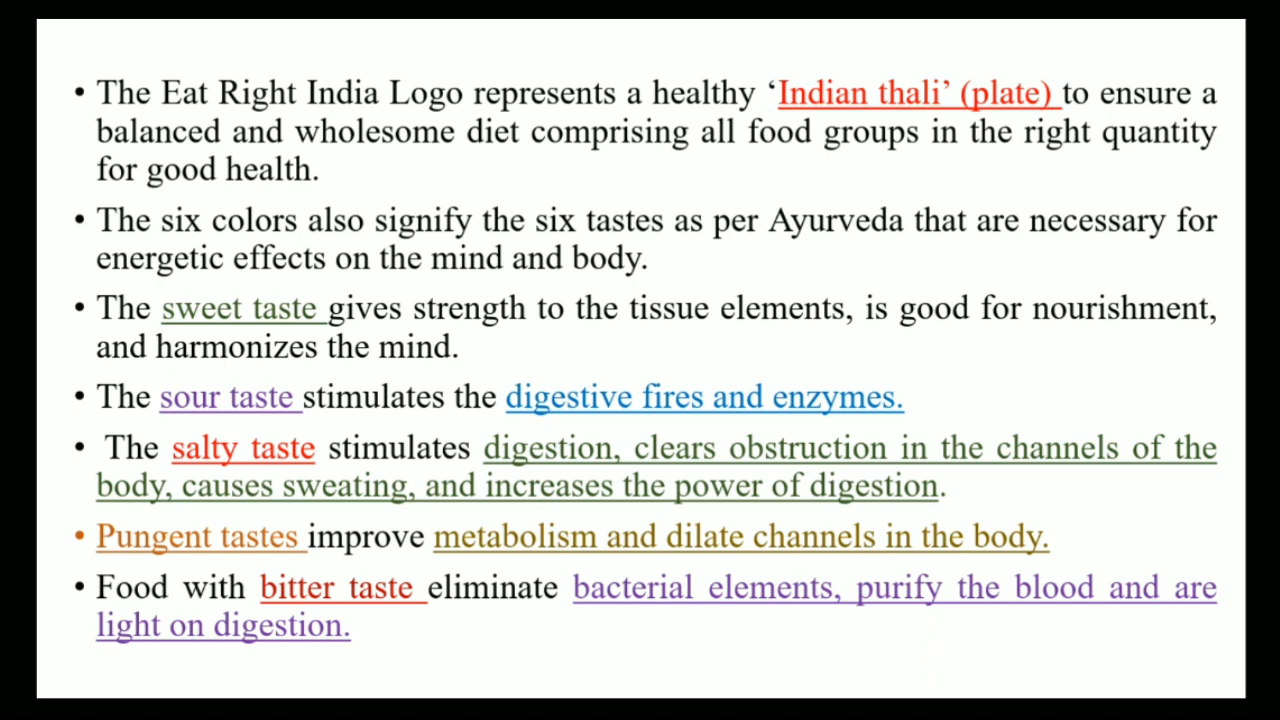 • The Eat Right India Logo represents a healthy ‘Indian thali’ (plate) to ensure a
balanced and wholesome diet comprising all food groups in the right quantity
for good health.
• The six colors also signify the six tastes as per Ayurveda that are necessary for
energetic effects on the mind and body.
• The sweet taste gives strength to the tissue elements, is good for nourishment,
and harmonizes the mind.
• The sour taste stimulates the digestive fires and enzymes.
• The salty taste stimulates digestion, clears obstruction in the channels of the
body, causes sweating, and increases the power of digestion.
• Pungent tastes improve metabolism and dilate channels in the body.
• Food with bitter taste eliminate bacterial elements, purify the blood and are
light on digestion.